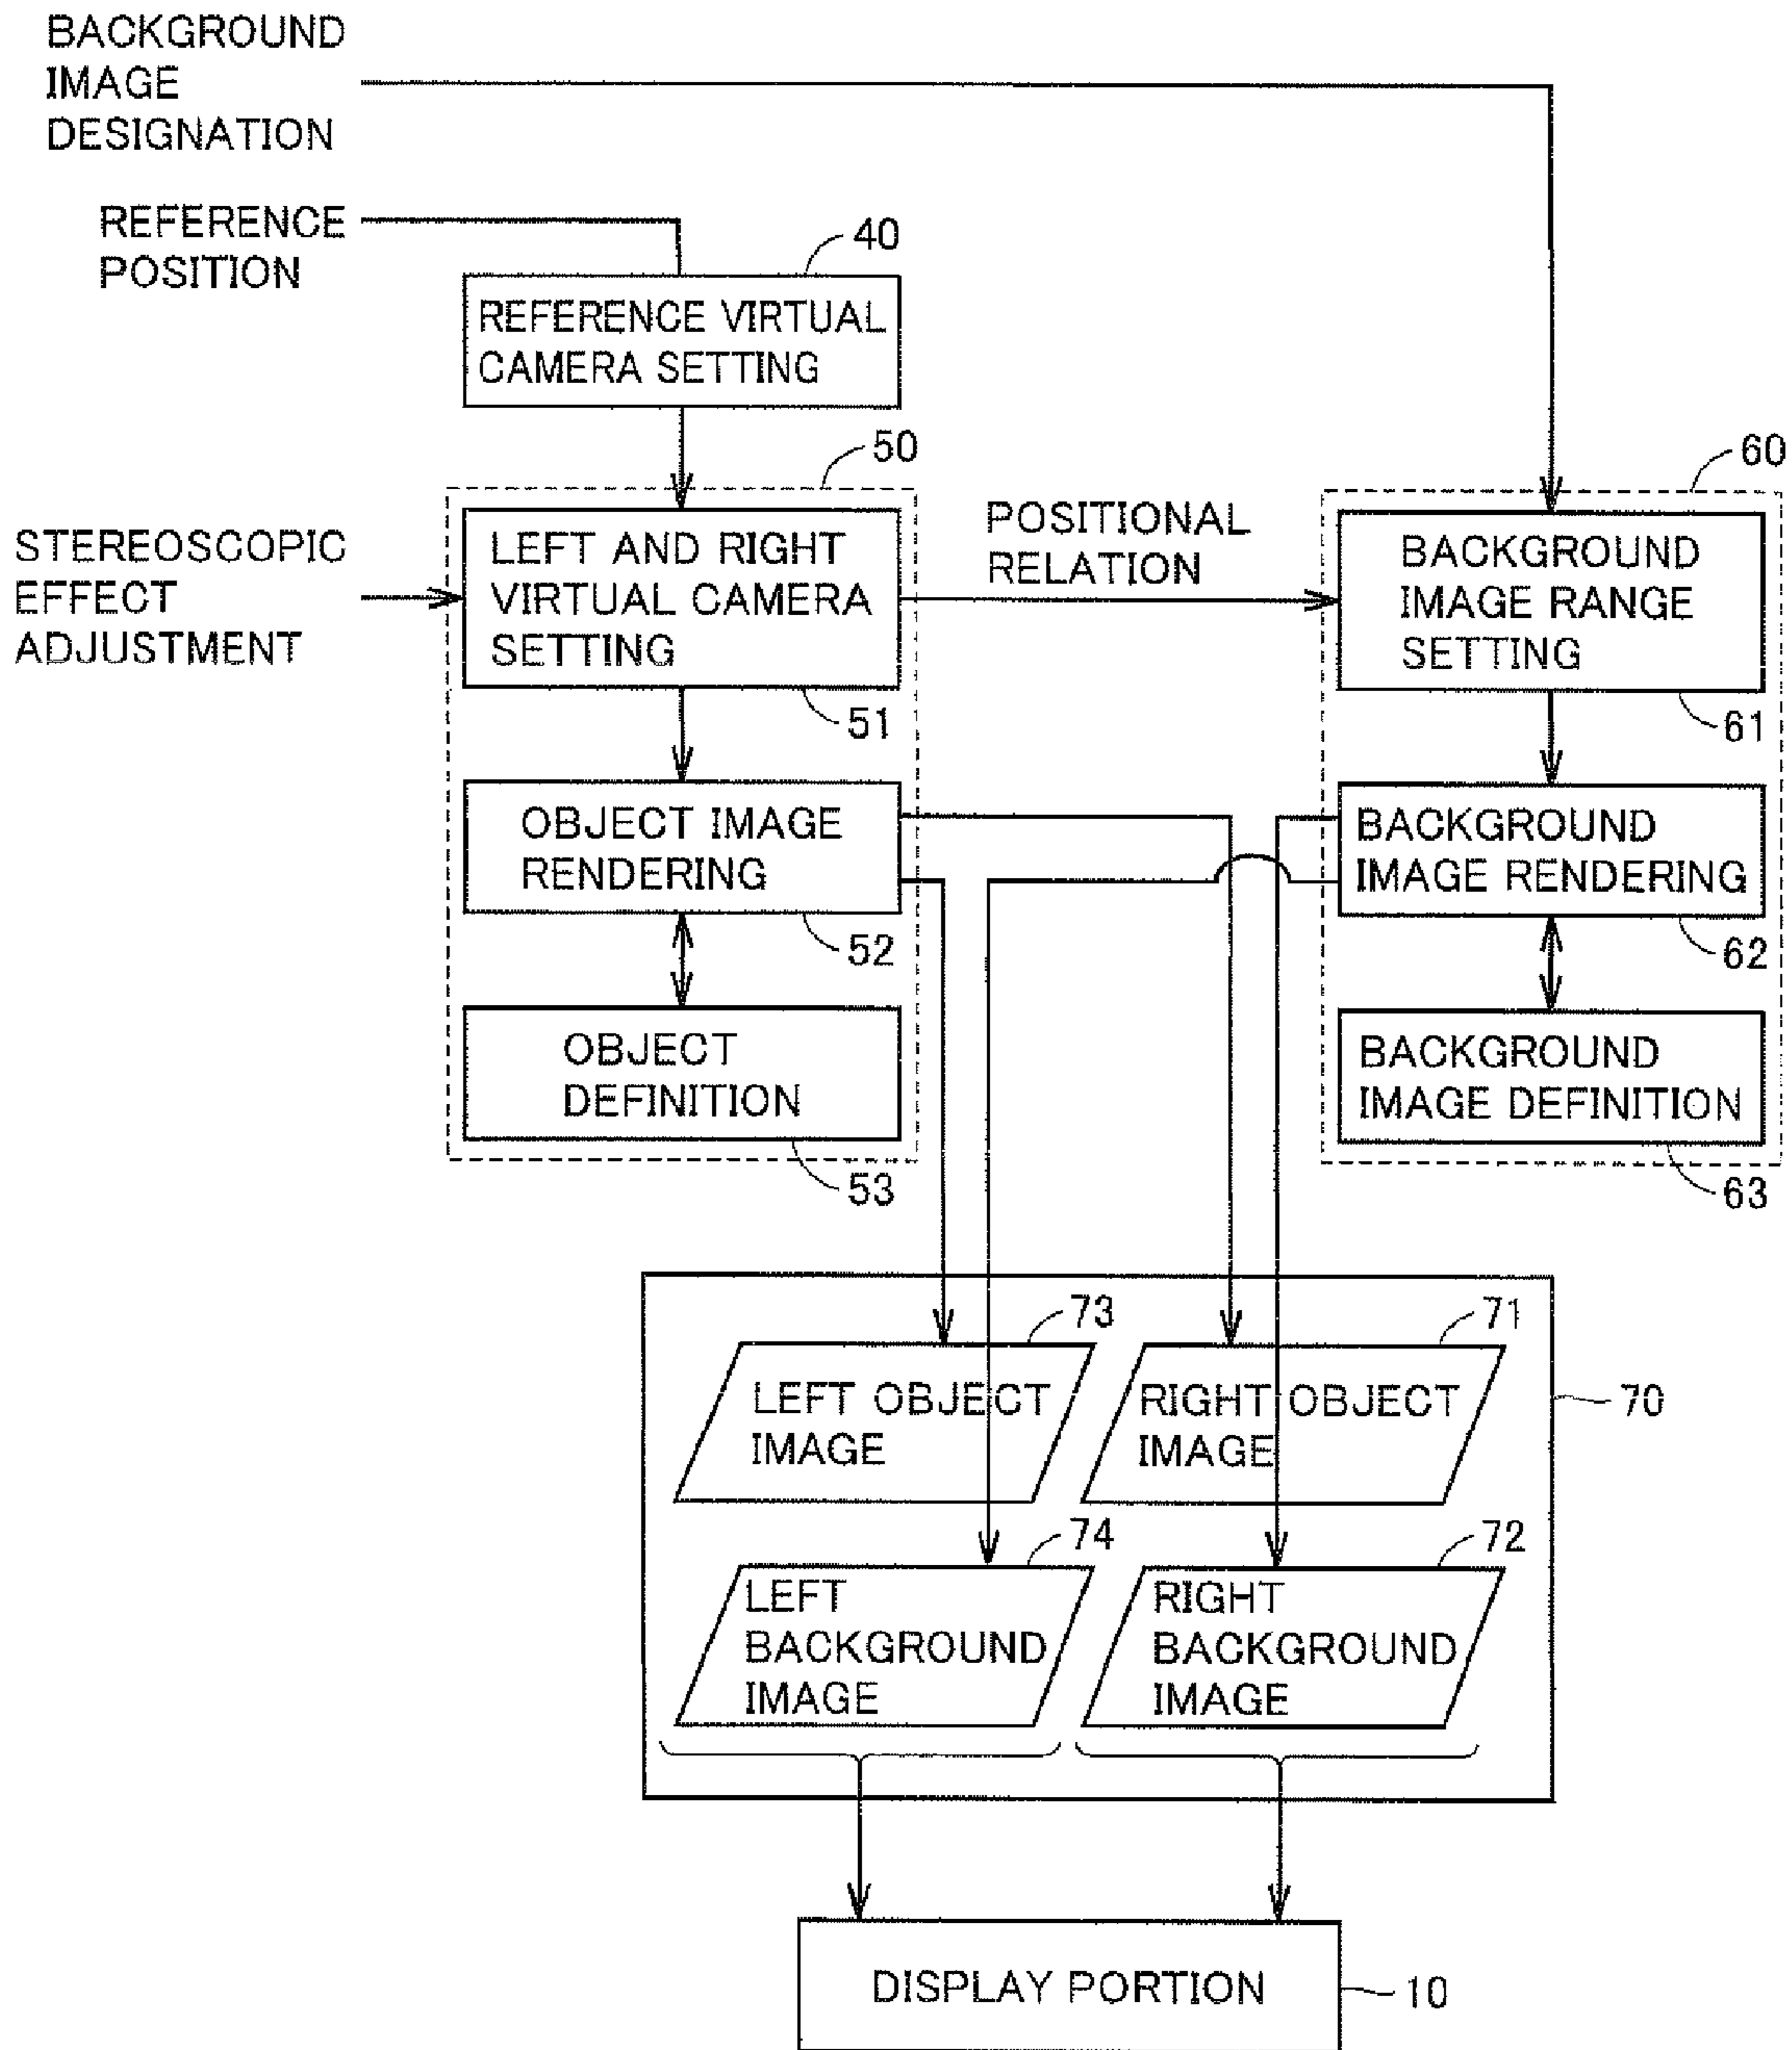 BACKGROUND
IMAGE
DESIGNATION
REFERENCE
POSITION
40
REFERENCE VIRTUAL
CAMERA SETTING
50
60
STEREOSCOPIC
EFFECT
ADJUSTMENT
LEFT AND RIGHT
VIRTUAL CAMERA
SETTING
51
POSITIONAL
RELATION
BACKGROUND
IMAGE RANGE
SETTING
61
OBJECT IMAGE
RENDERING
52
BACKGROUND
IMAGE RENDERING
62
OBJECT
DEFINITION
53
BACKGROUND
IMAGE DEFINITION
63
73
71
LEFT OBJECT
IMAGE
RIGHT OBJECT
IMAGE
70
74
72
LEFT
BACKGROUND
IMAGE
RIGHT
BACKGROUND
IMAGE
DISPLAY PORTION
10